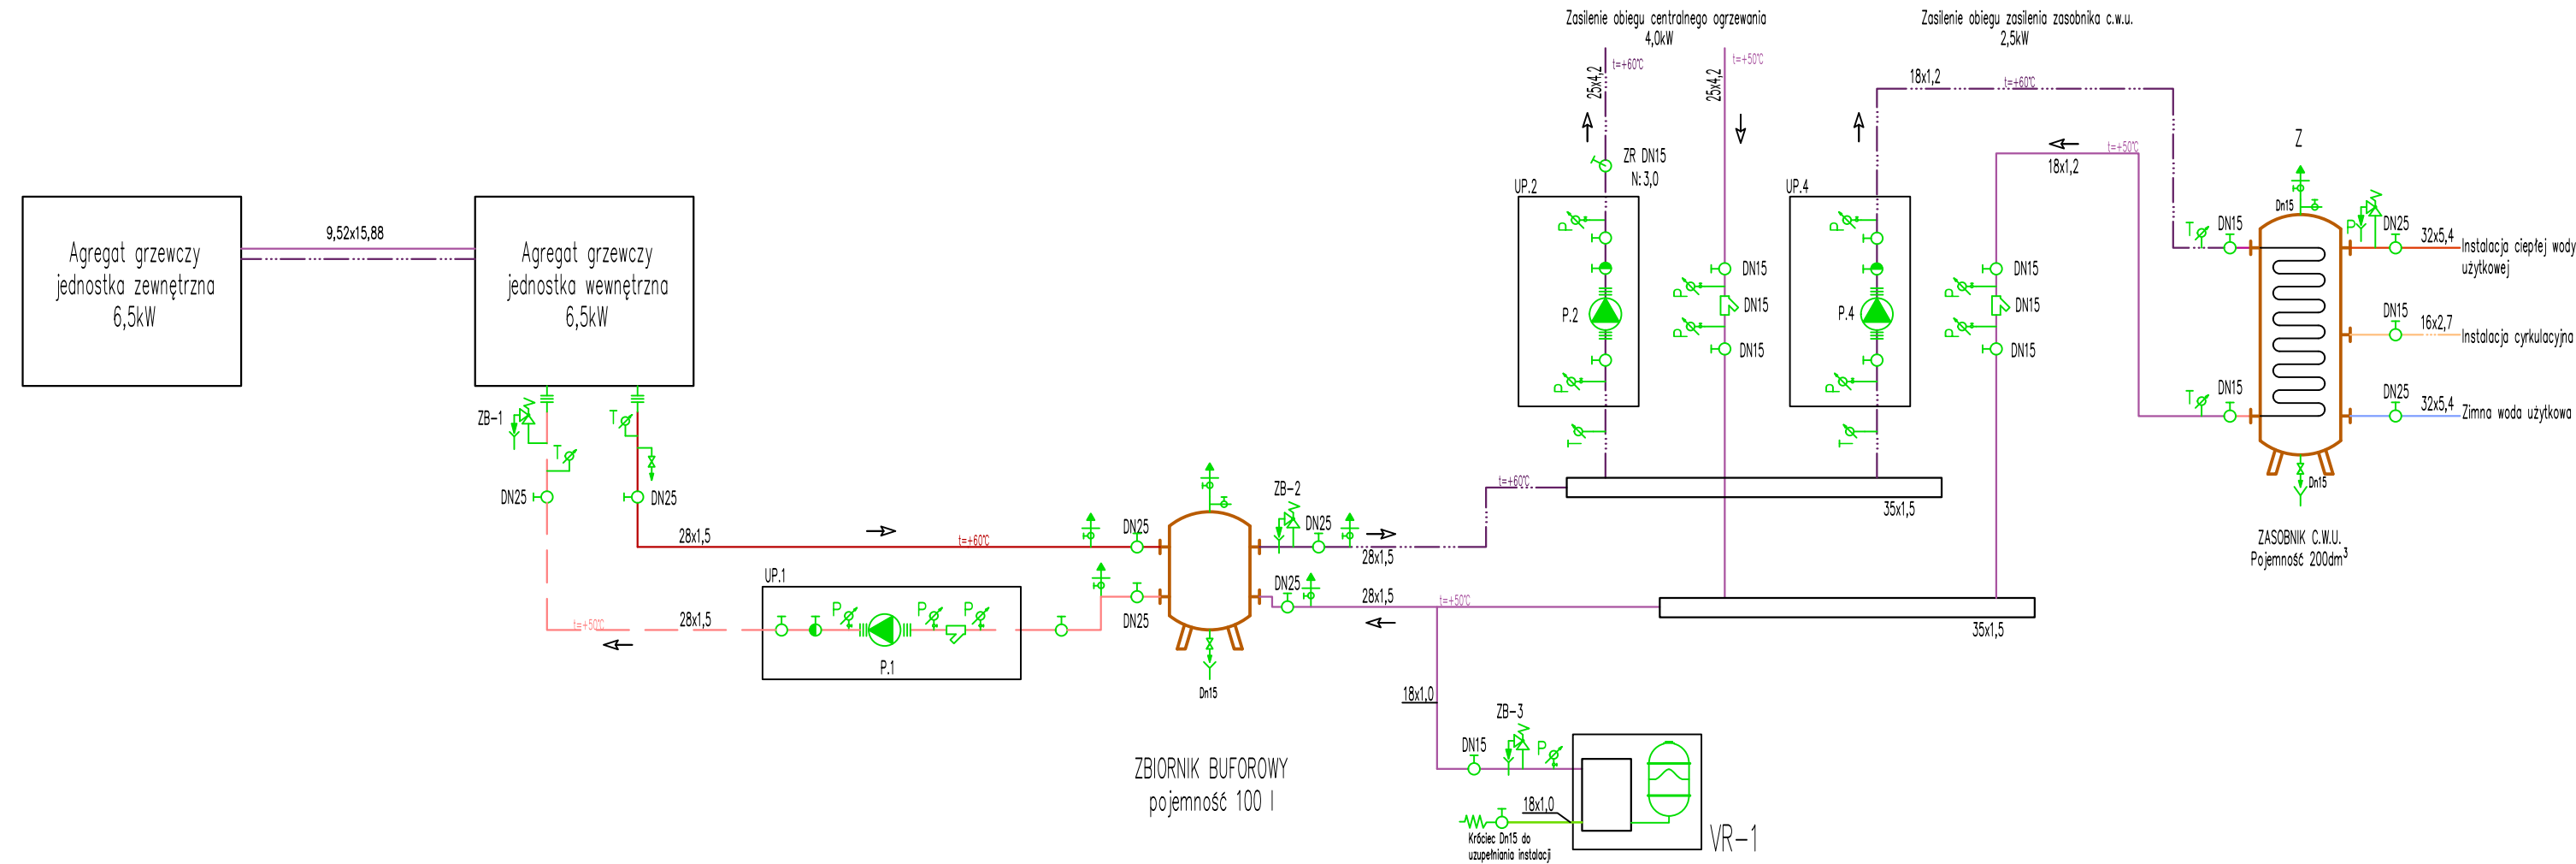 Zasilenie obiegu centralnego ogrzewania
4,0kW
Zasilenie obiegu zasilenia zasobnika c.w.u.
2,5kW
25x4,2
t=+60°C
25x4,2
t=+50°C
18x1,2
t=+60°C
t=+50°C
18x1,2
ZR DN15
N: 3,0
UP.2
UP.4
P
P
P.2
P.4
P
P
T
T
DN15
P
DN15
P
DN15
DN15
P
DN15
P
DN15
Z
Dn15
T
DN15
P
DN25
32x5,4
Instalacja ciepłej wody
użytkowej
DN15
16x2,7
Instalacja cyrkulacyjna
T
DN15
DN25
32x5,4
Zimna woda użytkowa
Dn15
ZASOBNIK C.W.U.
Pojemność 200dm³
Agregat grzewczy
jednostka zewnętrzna
6,5kW
9,52x15,88
Agregat grzewczy
jednostka wewnętrzna
6,5kW
ZB-1
T
T
DN25
DN25
28x1,5
t=+60°C
DN25
ZB-2
DN25
28x1,5
t=+60°C
35x1,5
t=+50°C
28x1,5
UP.1
P
P
P
P.1
DN25
DN25
28x1,5
t=+50°C
35x1,5
Dn15
18x1,0
ZBIORNIK BUFOROWY
pojemność 100 l
DN15
ZB-3
P
18x1,0
Króciec Dn15 do
uzupełniania instalacji
VR-1